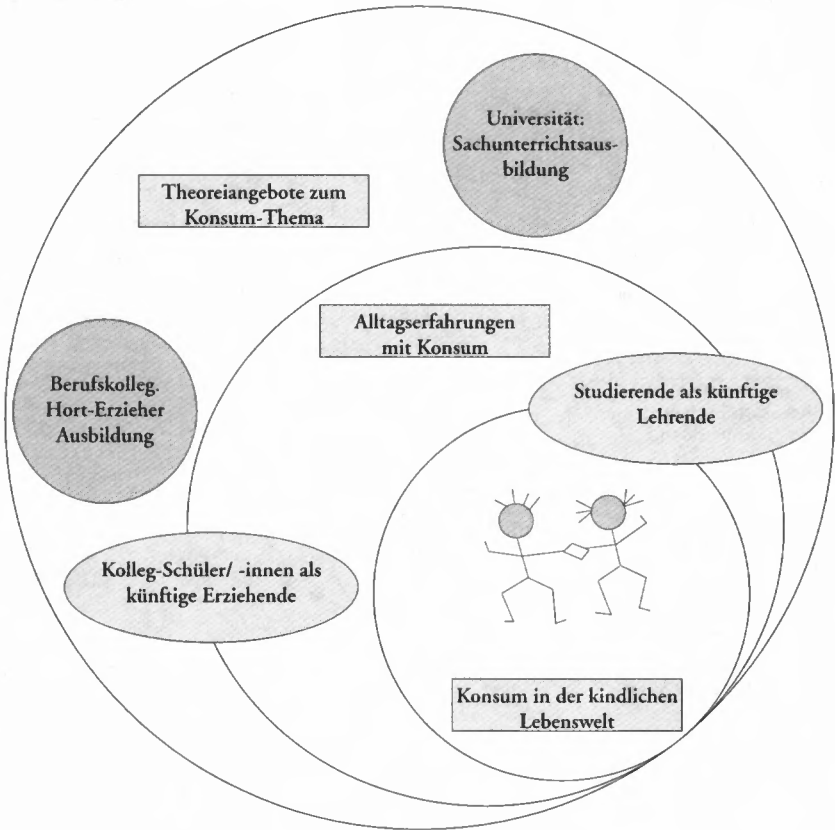 Universität:
Sachunterrichtsaus-
bildung
Theoreiangebote zum
Konsum-Thema
Alltagserfahrungen
mit Konsum
Berufskolleg.
Hort-Erzieher
Ausbildung
Studierende als künftige
Lehrende
Kolleg-Schüler/ -innen als
künftige Erziehende
Konsum in der kindlichen
Lebenswelt